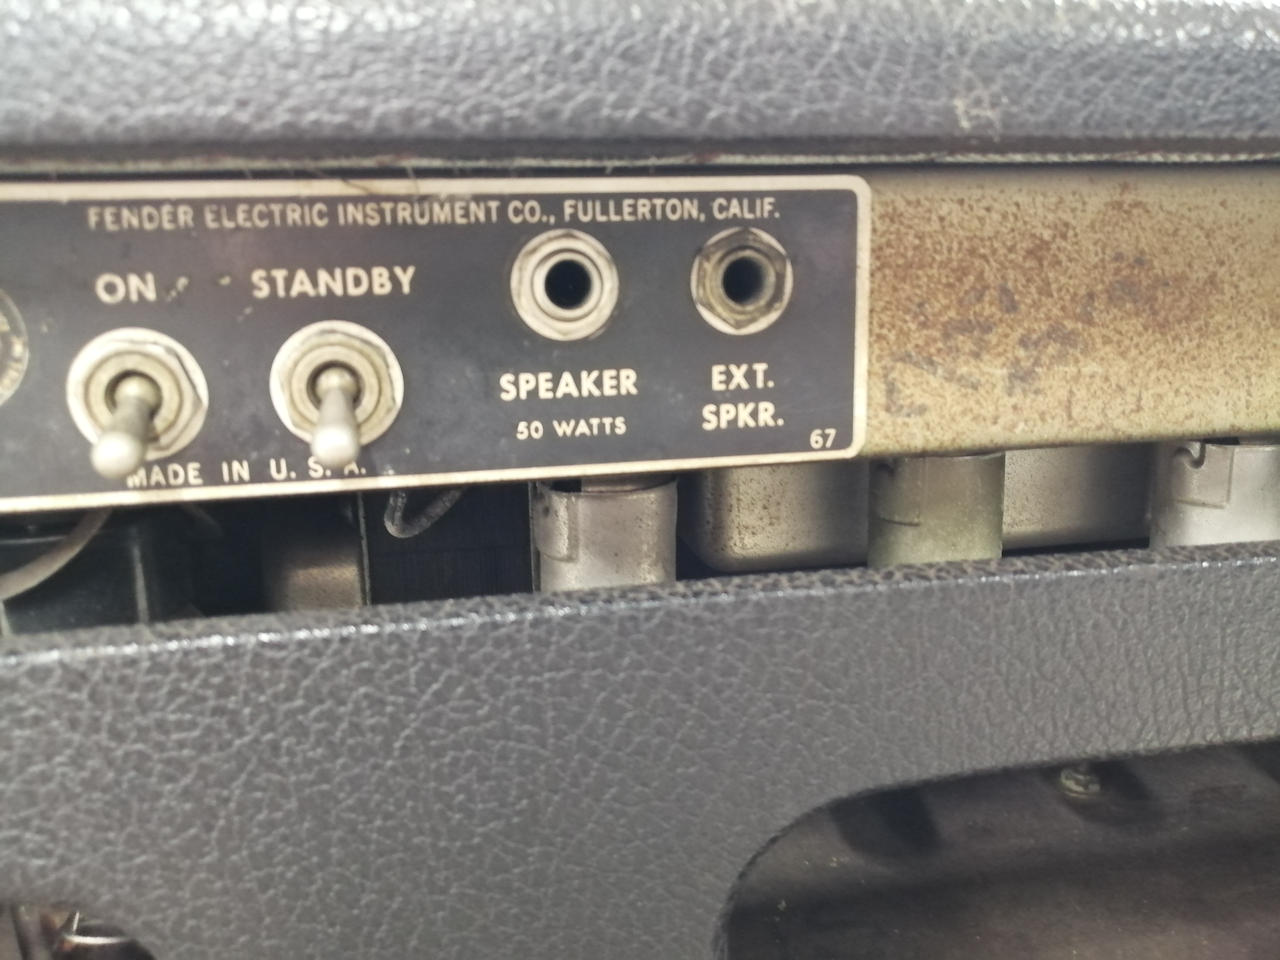 FENDER ELECTRIC INSTRUMENT CO., FULLERTON, CALIF.
ON STANDBY
SPEAKER EXT.
50 WATTS SPKR.
67
MADE IN U. S. A.